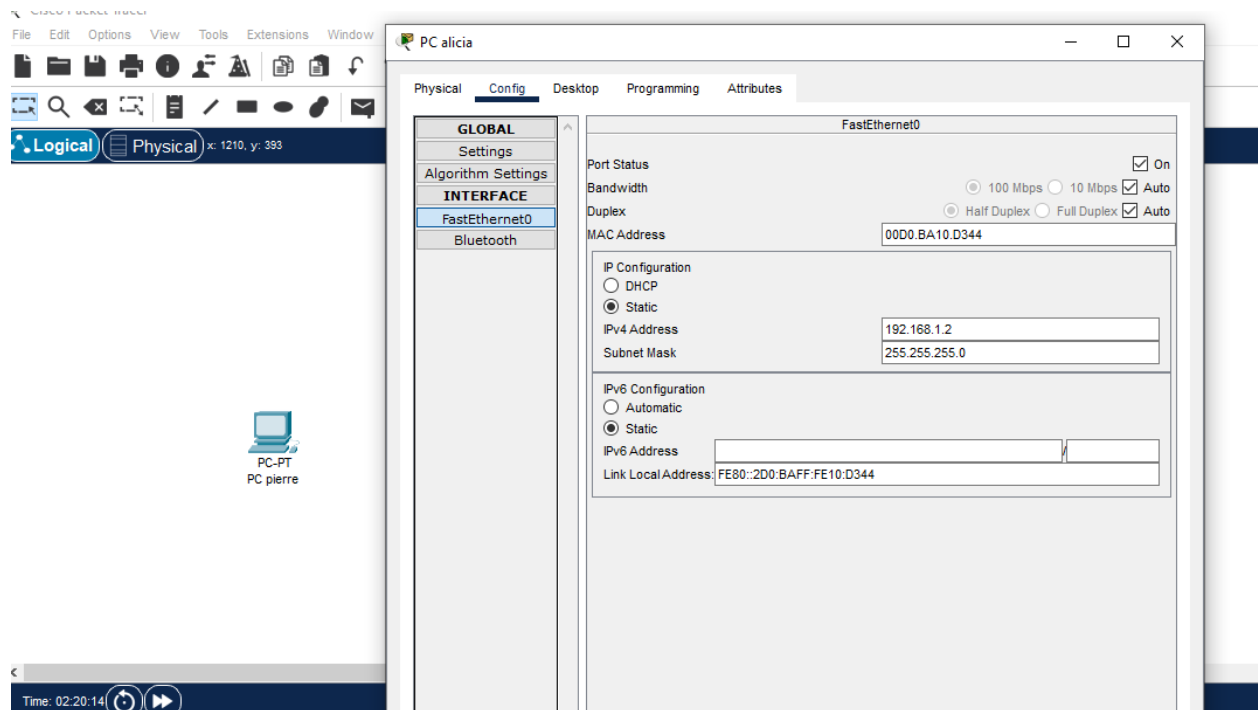 File Edit Options View Tools Extensions Window
PC alicia
Physical Config Desktop Programming Attributes
Logical Physical x: 1210, y: 393
GLOBAL
Settings
Algorithm Settings
INTERFACE
FastEthernet0
Bluetooth
FastEthernet0
Port Status On
Bandwidth 100 Mbps 10 Mbps Auto
Duplex Half Duplex Full Duplex Auto
MAC Address 00D0.BA10.D344
IP Configuration
DHCP
Static
IPv4 Address 192.168.1.2
Subnet Mask 255.255.255.0
IPv6 Configuration
Automatic
Static
IPv6 Address /
Link Local Address: FE80::2D0:BAFF:FE10:D344
PC-PT
PC pierre
Time: 02:20:14